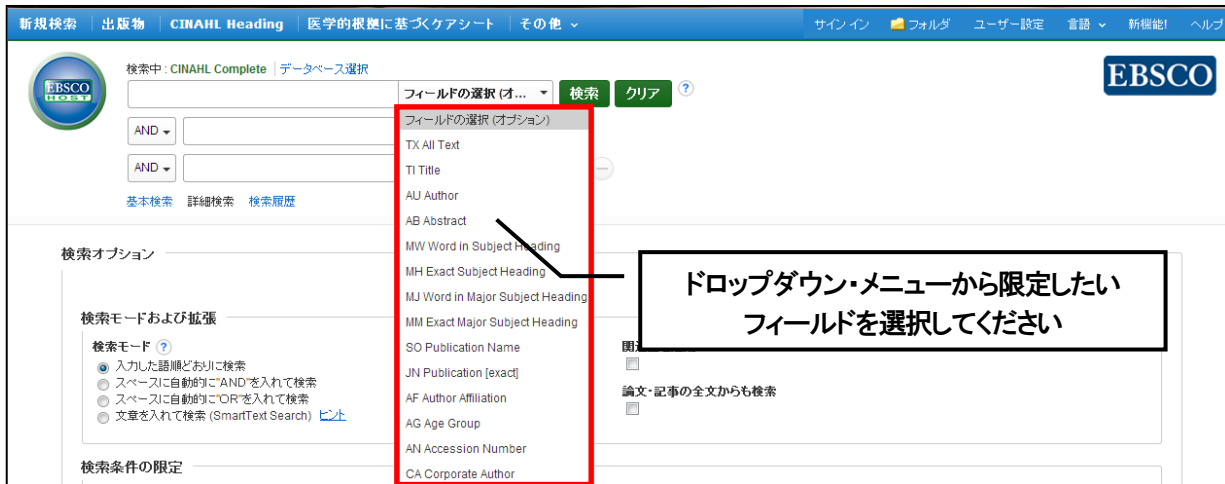 新規検索 出版物 CINAHL Heading 医学的根拠に基づくケアシート その他 サインイン フォルダ ユーザー設定 言語 新機能! ヘルプ
検索中 : CINAHL Complete データベース選択
EBSCO
HOST
フィールドの選択 (オ... 検索 クリア ?
EBSCO
AND
AND
基本検索 詳細検索 検索履歴
フィールドの選択 (オプション)
TX All Text
TI Title
AU Author
AB Abstract
MW Word in Subject Heading
MH Exact Subject Heading
MJ Word in Major Subject Heading
MM Exact Major Subject Heading
SO Publication Name
JN Publication [exact]
AF Author Affiliation
AG Age Group
AN Accession Number
CA Corporate Author
ドロップダウン・メニューから限定したい
フィールドを選択してください
検索オプション
検索モードおよび拡張
検索モード ?
入力した語順どおりに検索
スペースに自動的に"AND"を入れて検索
スペースに自動的に"OR"を入れて検索
文章を入れて検索 (SmartText Search) ヒント
論文・記事の全文からも検索
検索条件の限定